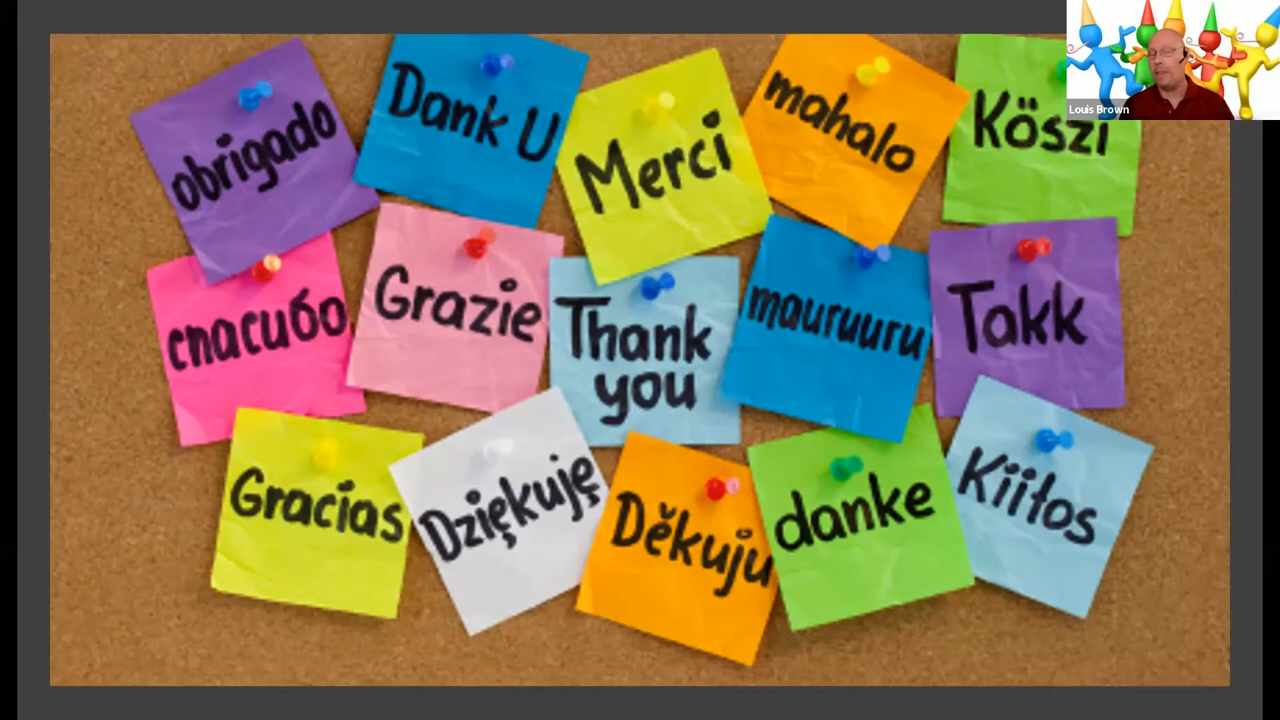 obrigado
Dank U
Merci
mahalo
Köszi
Louis Brown
спасибо
Grazie
Thank
you
mauruuru
Takk
Gracias
Dziękuję
Děkuju
danke
Kiitos